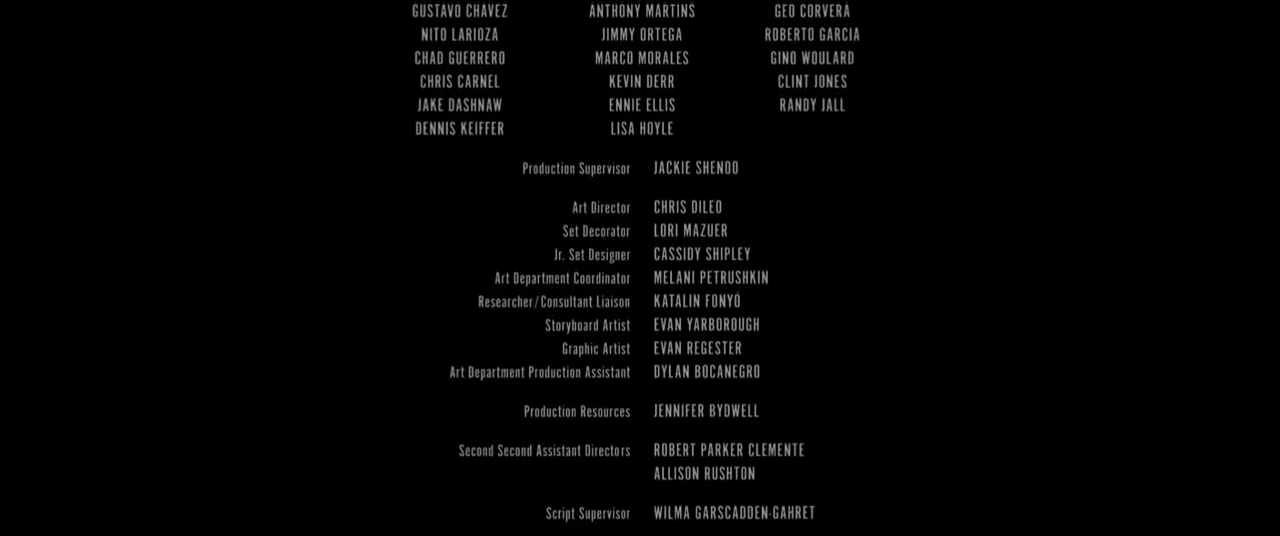 GUSTAVO CHAVEZ ANTHONY MARTINS GEO CORVERA
NITO LARIOZA JIMMY ORTEGA ROBERTO GARCIA
CHAD GUERRERO MARCO MORALES GINO WOULARD
CHRIS CARNEL KEVIN DERR CLINT JONES
JAKE DASHNAW ENNIE ELLIS RANDY JALL
DENNIS KEIFFER LISA HOYLE
Production Supervisor JACKIE SHENOO
Art Director CHRIS DILEO
Set Decorator LORI MAZUER
Jr. Set Designer CASSIDY SHIPLEY
Art Department Coordinator MELANI PETRUSHKIN
Researcher/Consultant Liaison KATALIN FONYÓ
Storyboard Artist EVAN YARBOROUGH
Graphic Artist EVAN REGESTER
Art Department Production Assistant DYLAN BOCANEGRO
Production Resources JENNIFER BYDWELL
Second Second Assistant Directors ROBERT PARKER CLEMENTE
ALLISON RUSHTON
Script Supervisor WILMA GARSCADDEN-GAHRET